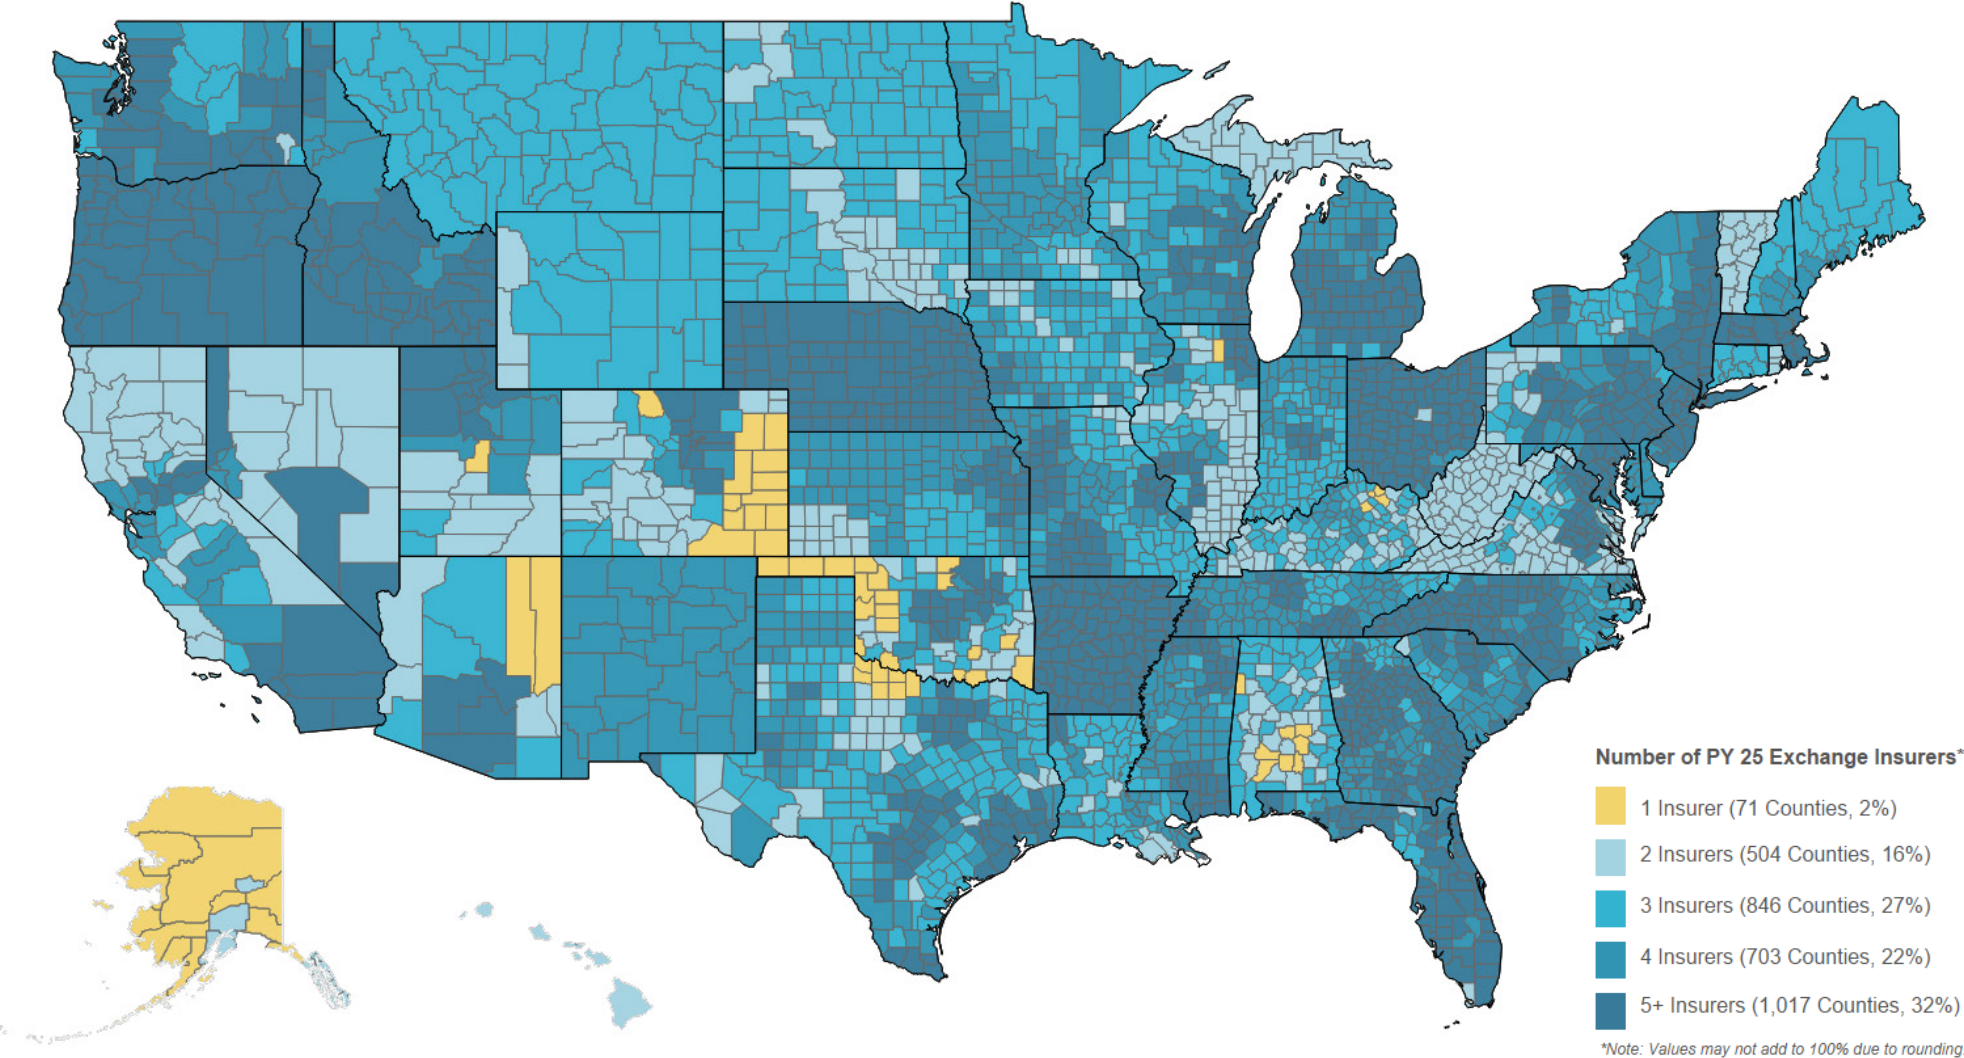 Number of PY 25 Exchange Insurers*
1 Insurer (71 Counties, 2%)
2 Insurers (504 Counties, 16%)
3 Insurers (846 Counties, 27%)
4 Insurers (703 Counties, 22%)
5+ Insurers (1,017 Counties, 32%)
*Note: Values may not add to 100% due to rounding.